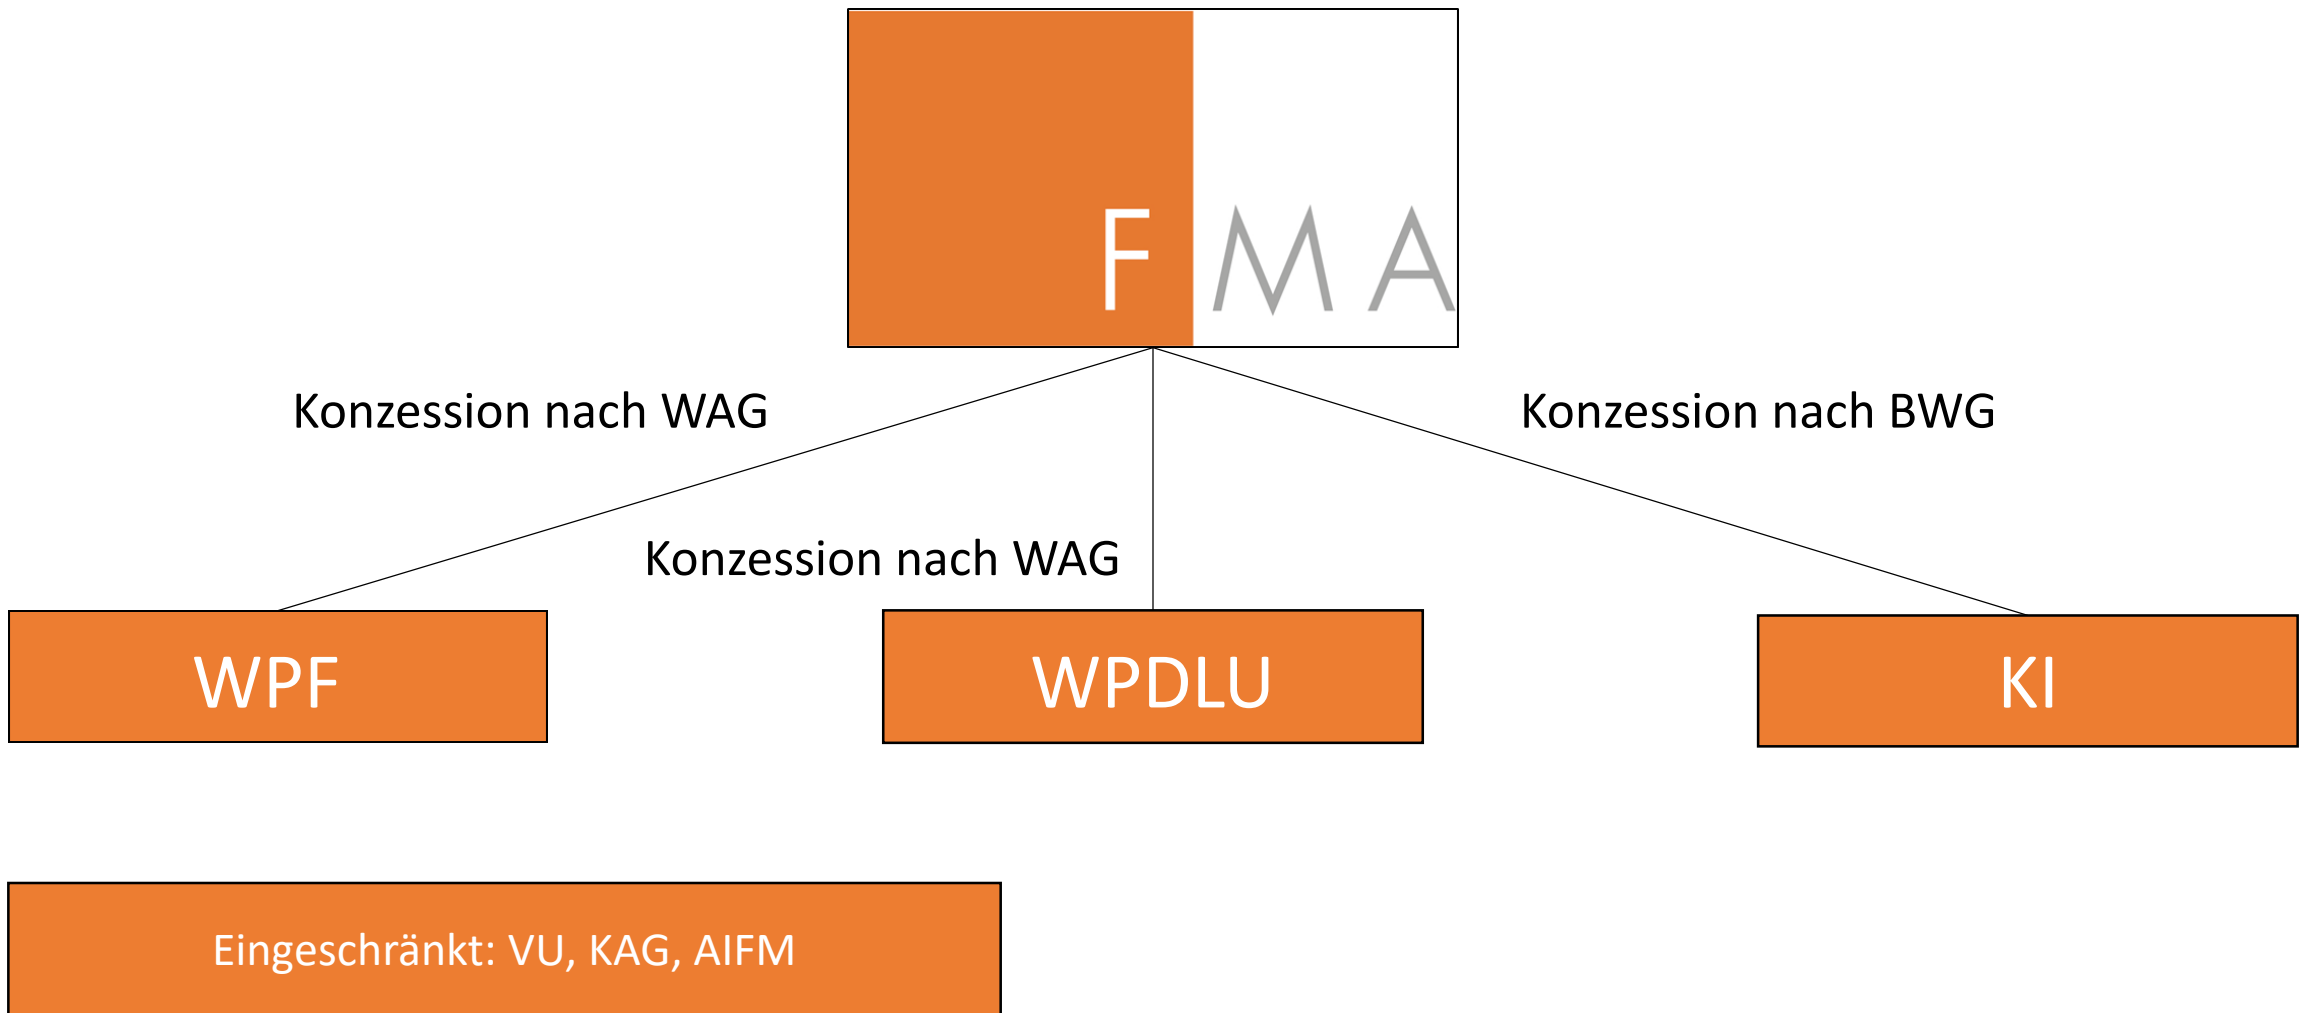 FMA
Konzession nach WAG
Konzession nach BWG
Konzession nach WAG
WPF
WPDLU
KI
Eingeschränkt: VU, KAG, AIFM